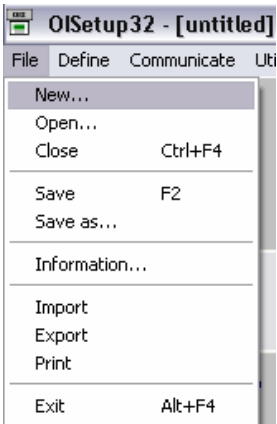 OISetup32 - [untitled]
File Define Communicate Uti
New...
Open...
Close Ctrl+F4
Save F2
Save as...
Information...
Import
Export
Print
Exit Alt+F4